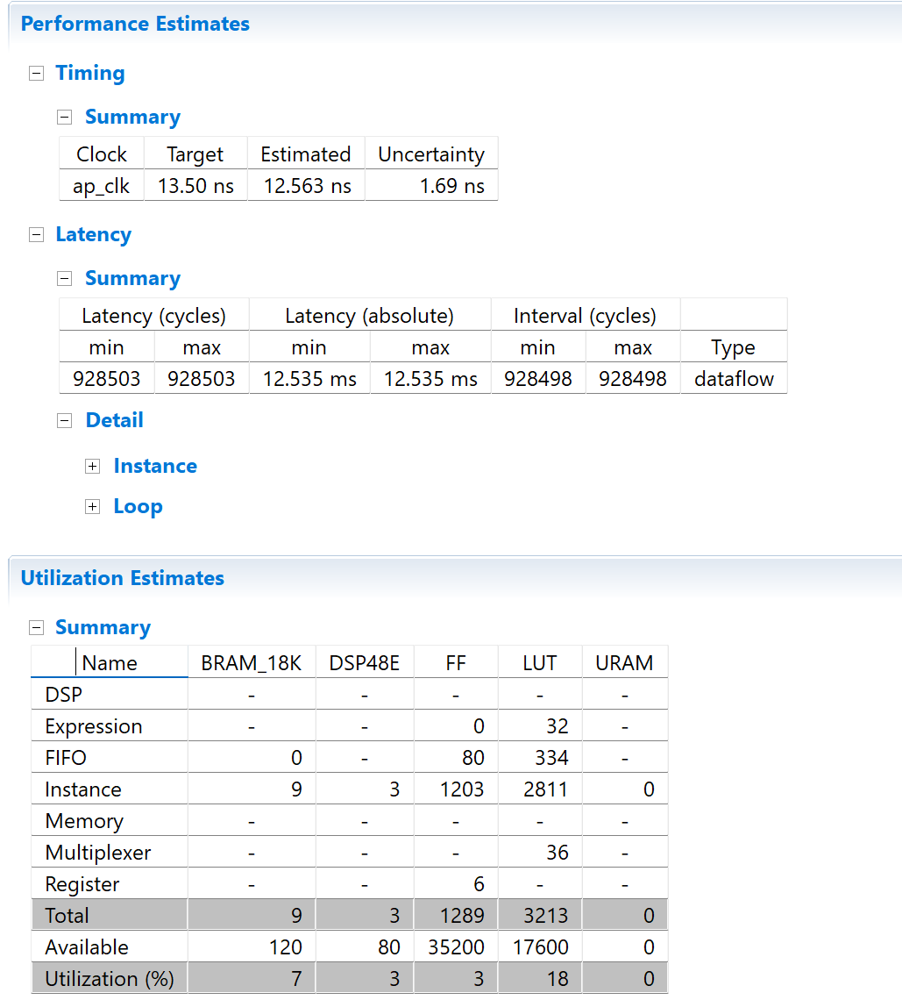 Performance Estimates
Timing
Summary
Clock Target Estimated Uncertainty
ap_clk 13.50 ns 12.563 ns 1.69 ns
Latency
Summary
Latency (cycles) Latency (absolute) Interval (cycles)
min max min max min max Type
928503 928503 12.535 ms 12.535 ms 928498 928498 dataflow
Detail
Instance
Loop
Utilization Estimates
Summary
Name BRAM_18K DSP48E FF LUT URAM
DSP - - - - -
Expression - - 0 32 -
FIFO 0 - 80 334 -
Instance 9 3 1203 2811 0
Memory - - - - -
Multiplexer - - - 36 -
Register - - 6 - -
Total 9 3 1289 3213 0
Available 120 80 35200 17600 0
Utilization (%) 7 3 3 18 0